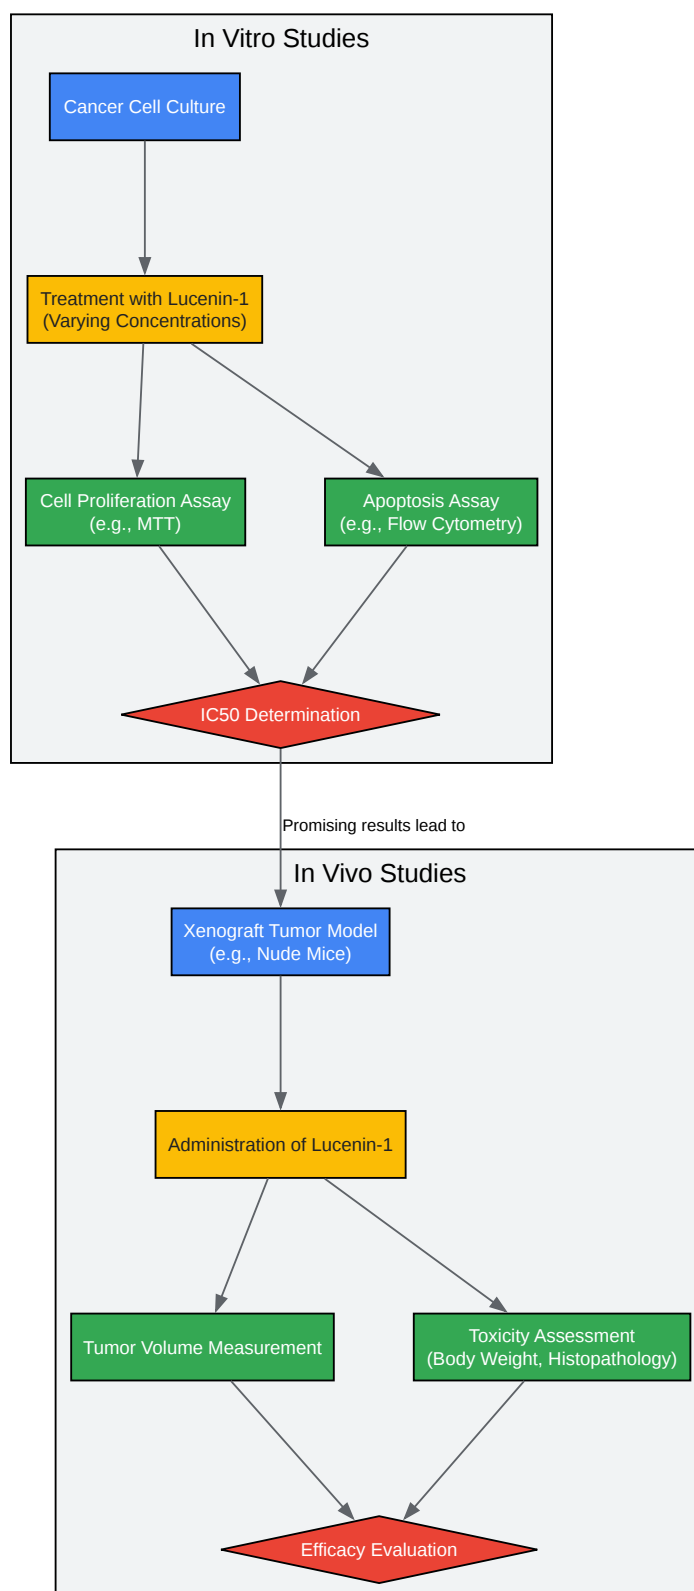 In Vitro Studies
Cancer Cell Culture
Treatment with Lucenin-1
(Varying Concentrations)
Cell Proliferation Assay
(e.g., MTT)
Apoptosis Assay
(e.g., Flow Cytometry)
IC50 Determination
Promising results lead to
In Vivo Studies
Xenograft Tumor Model
(e.g., Nude Mice)
Administration of Lucenin-1
Tumor Volume Measurement
Toxicity Assessment
(Body Weight, Histopathology)
Efficacy Evaluation